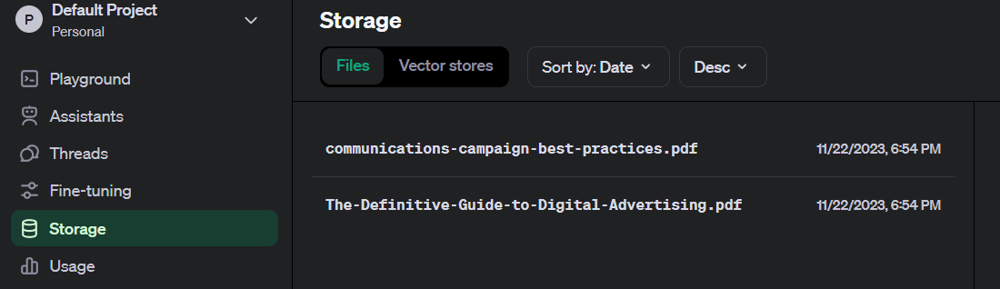 P
Default Project
Personal
Playground
Assistants
Threads
Fine-tuning
Storage
Usage
Storage
Files Vector stores Sort by: Date Desc
communications-campaign-best-practices.pdf 11/22/2023, 6:54 PM
The-Definitive-Guide-to-Digital-Advertising.pdf 11/22/2023, 6:54 PM